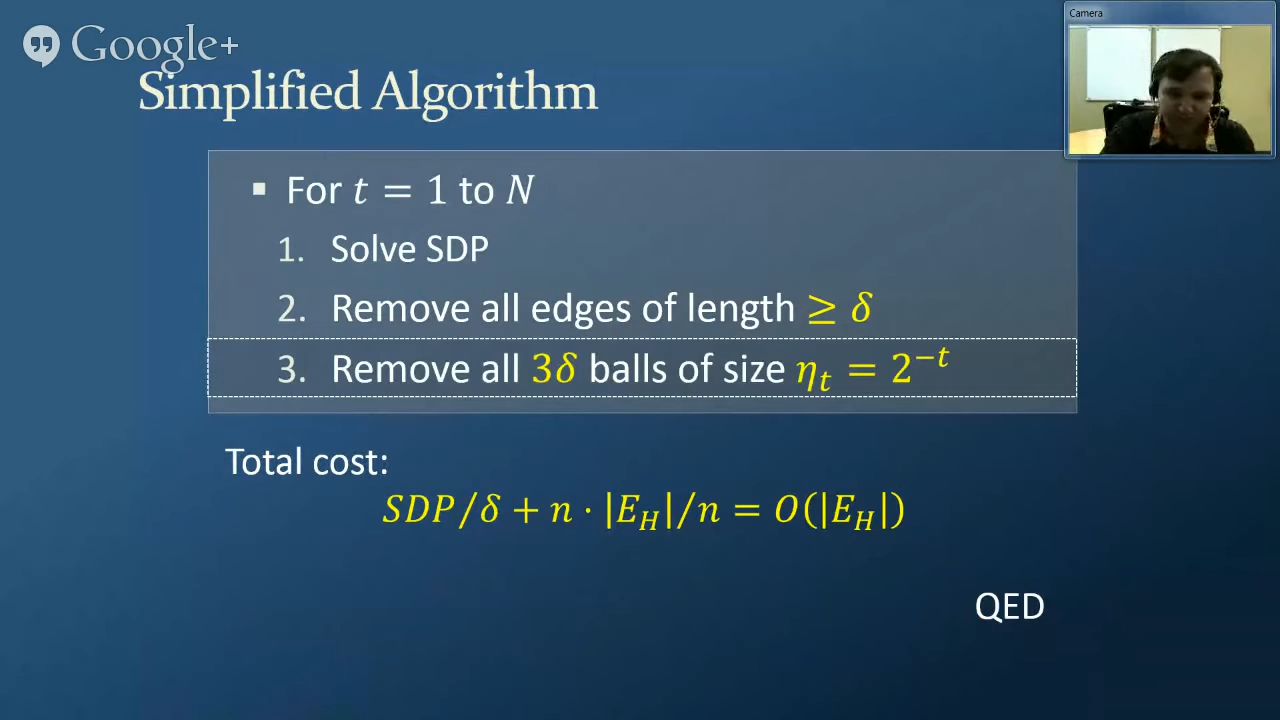 Google+
Camera
Simplified Algorithm
▪ For t = 1 to N
1. Solve SDP
2. Remove all edges of length ≥ δ
3. Remove all 3δ balls of size ηₜ = 2⁻ᵗ
Total cost:
SDP/δ + n · |E_H|/n = O(|E_H|)
QED